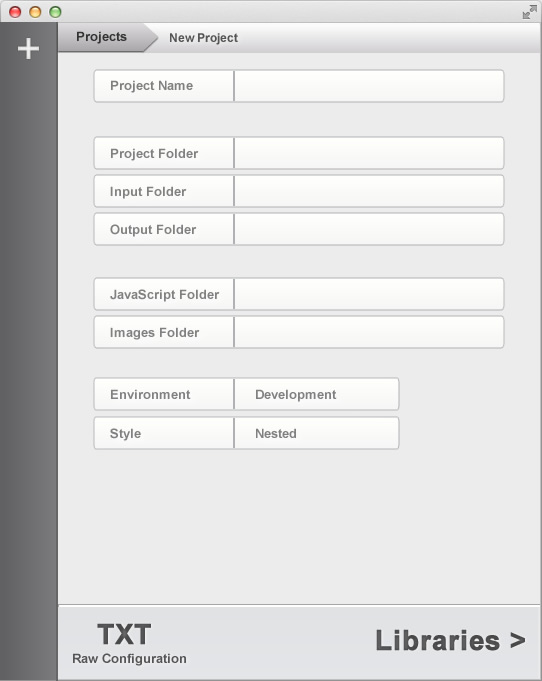 Projects
New Project
Project Name
Project Folder
Input Folder
Output Folder
JavaScript Folder
Images Folder
Environment Development
Style Nested
TXT
Raw Configuration
Libraries >